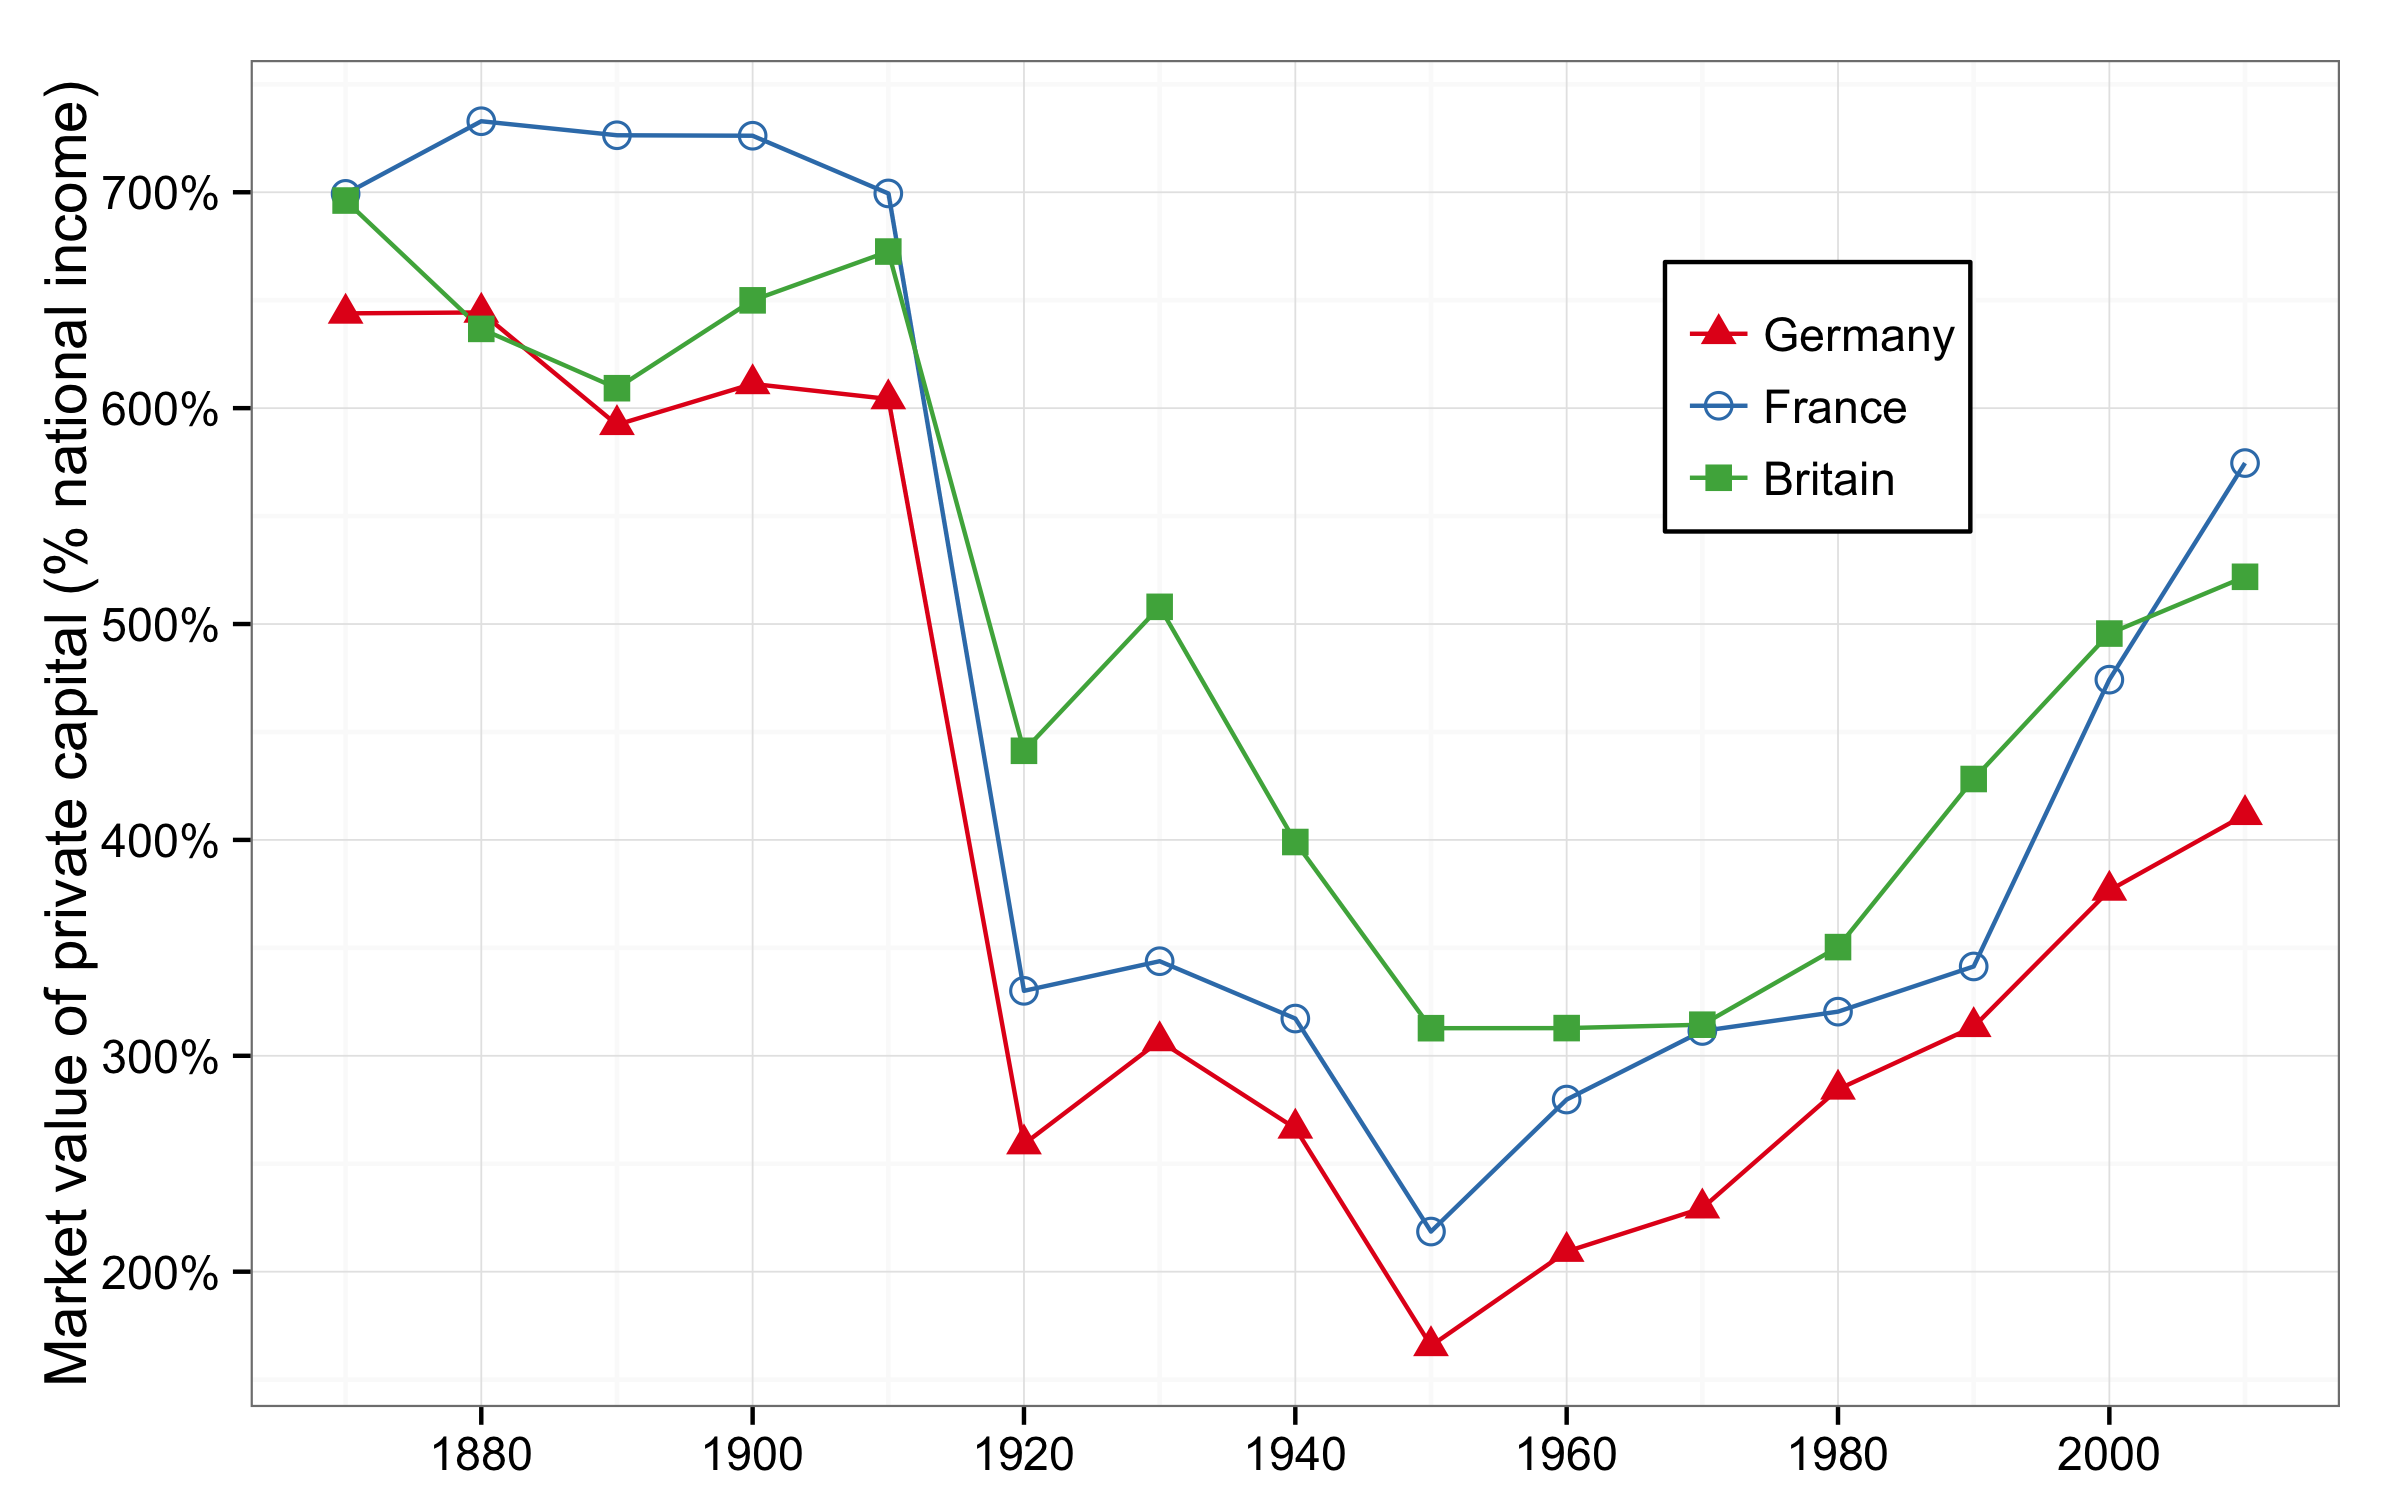 Market value of private capital (% national income)
700%
600%
500%
400%
300%
200%
1880 1900 1920 1940 1960 1980 2000
Germany
France
Britain